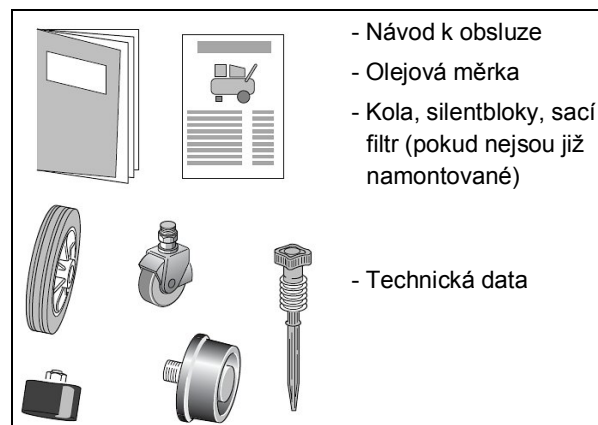 - Návod k obsluze
- Olejová měrka
- Kola, silentbloky, sací
filtr (pokud nejsou již
namontované)
- Technická data